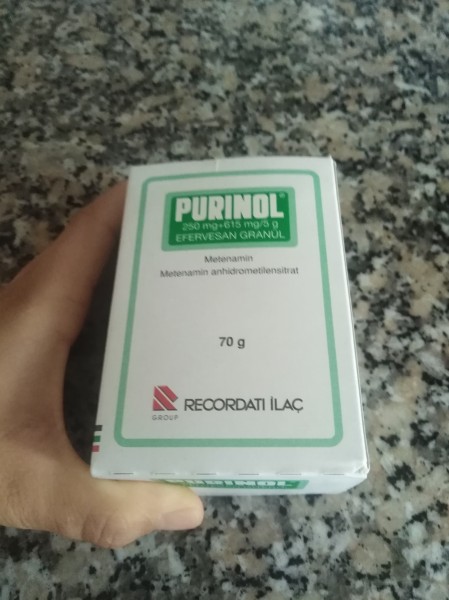 PURINOL®
250 mg+615 mg/5 g
EFERVESAN GRANÜL
Metenamin
Metenamin anhidrometilensitrat
70 g
RECORDATI İLAÇ
GROUP
PURINOL